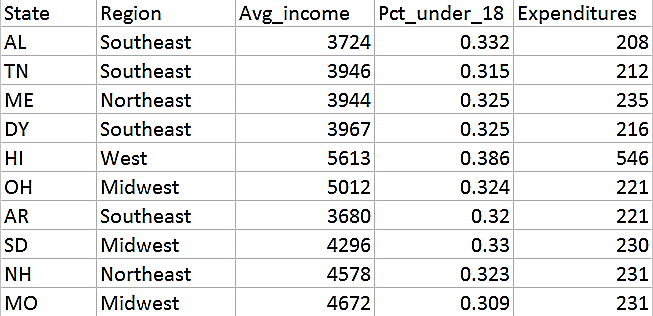 State Region Avg_income Pct_under_18 Expenditures
AL Southeast 3724 0.332 208
TN Southeast 3946 0.315 212
ME Northeast 3944 0.325 235
DY Southeast 3967 0.325 216
HI West 5613 0.386 546
OH Midwest 5012 0.324 221
AR Southeast 3680 0.32 221
SD Midwest 4296 0.33 230
NH Northeast 4578 0.323 231
MO Midwest 4672 0.309 231